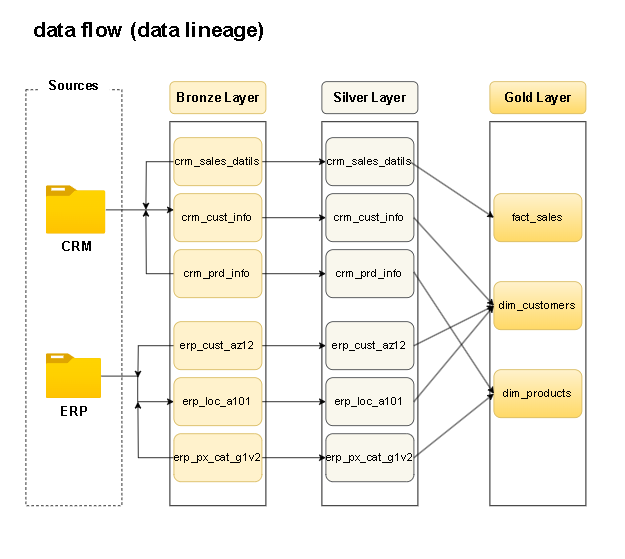 data flow (data lineage)
Sources
Bronze Layer
Silver Layer
Gold Layer
crm_sales_datils
crm_sales_datils
CRM
crm_cust_info
crm_cust_info
fact_sales
crm_prd_info
crm_prd_info
dim_customers
ERP
erp_cust_az12
erp_cust_az12
erp_loc_a101
erp_loc_a101
dim_products
erp_px_cat_g1v2
erp_px_cat_g1v2